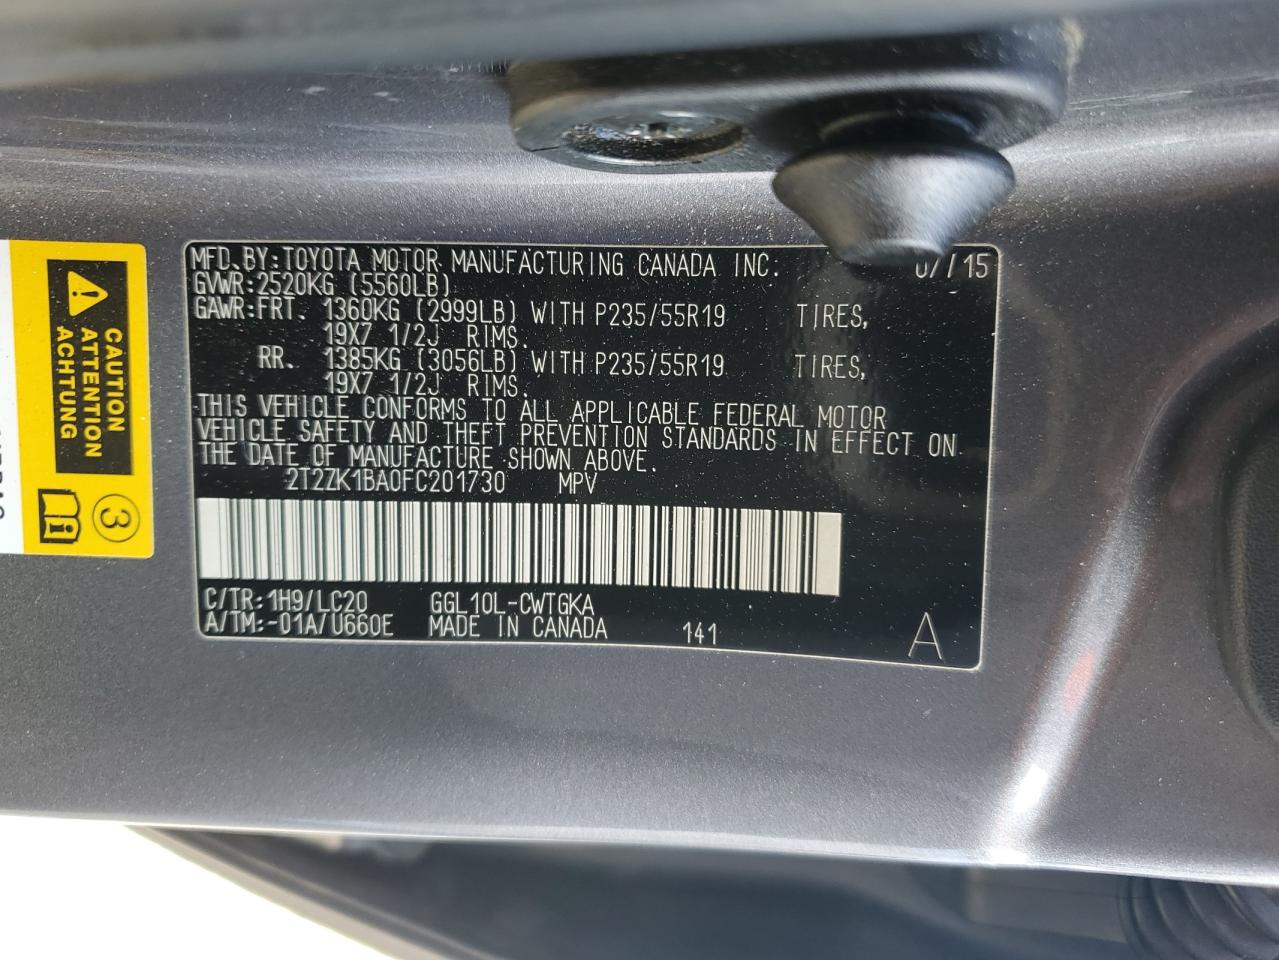 MFD. BY: TOYOTA MOTOR MANUFACTURING CANADA INC. 07/15
GVWR: 2520KG (5560LB)
GAWR: FRT. 1360KG (2999LB) WITH P235/55R19 TIRES,
19X7 1/2J RIMS.
RR. 1385KG (3056LB) WITH P235/55R19 TIRES,
19X7 1/2J RIMS.
THIS VEHICLE CONFORMS TO ALL APPLICABLE FEDERAL MOTOR
VEHICLE SAFETY AND THEFT PREVENTION STANDARDS IN EFFECT ON
THE DATE OF MANUFACTURE SHOWN ABOVE.
2T2ZK1BA0FC201730 MPV
C/TR: 1H9/LC20 GGL10L-CWTGKA
A/TM: -01A/U660E MADE IN CANADA 141 A
CAUTION
ATTENTION
ACHTUNG
3